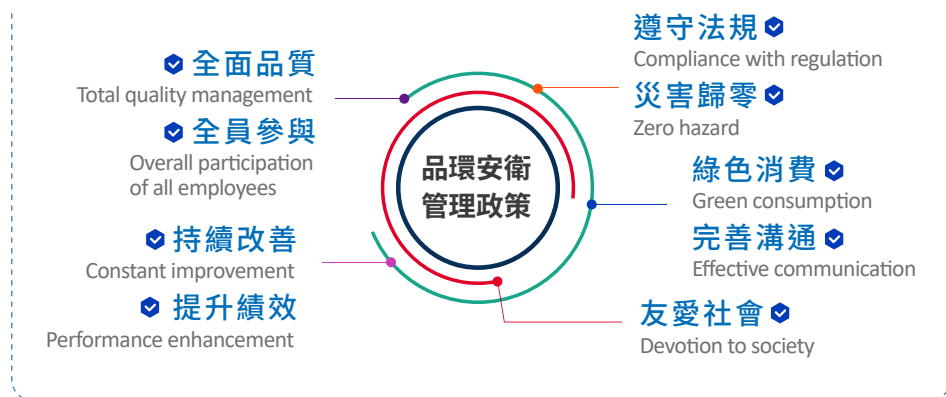 全面品質
Total quality management
全員參與
Overall participation
of all employees
持續改善
Constant improvement
提升績效
Performance enhancement
品環安衛
管理政策
遵守法規
Compliance with regulation
災害歸零
Zero hazard
綠色消費
Green consumption
完善溝通
Effective communication
友愛社會
Devotion to society